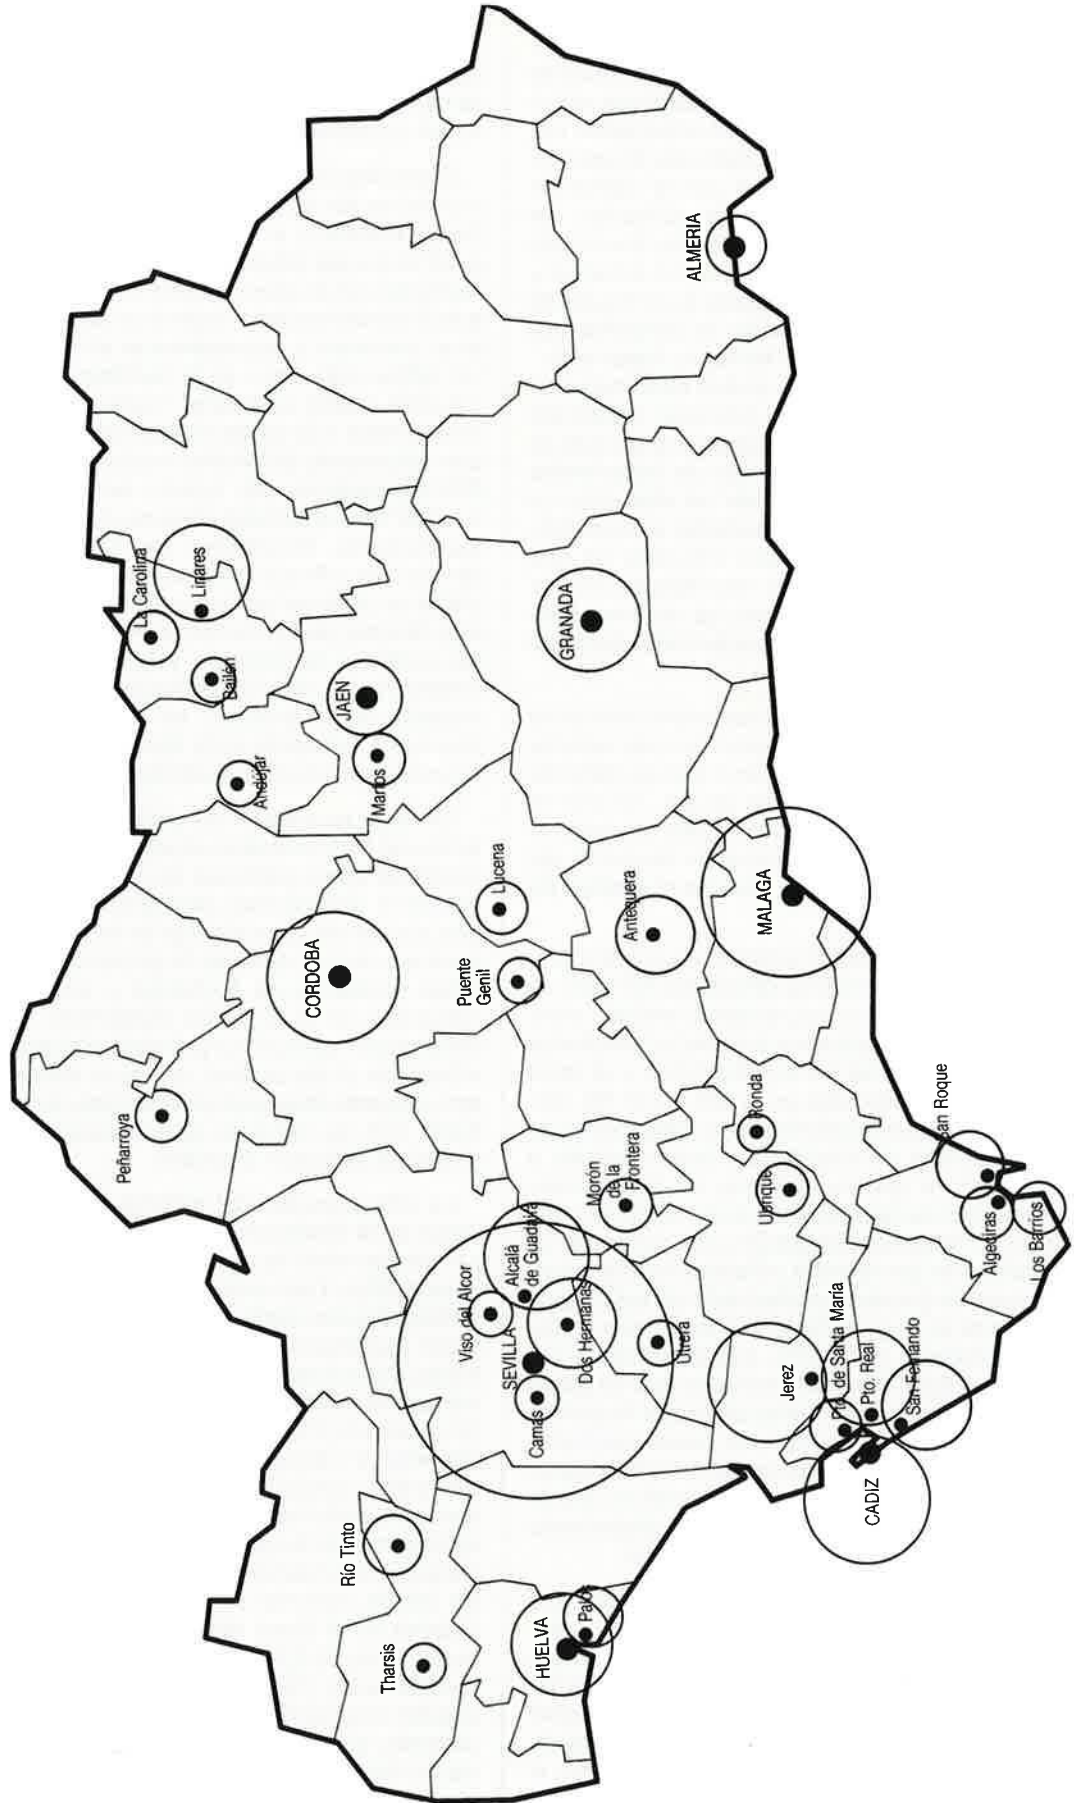 Peñarroya
CORDOBA
La Carolina
Linares
Bailén
Andújar
JAEN
Martos
Río Tinto
Tharsis
Viso del Alcor
Alcalá
de Guadaira
SEVILLA
Camas
Dos Hermanas
Utrera
Puente
Genil
Lucena
Morón
de la
Frontera
Antequera
GRANADA
HUELVA
Palos
Ronda
Ubrique
MALAGA
ALMERIA
Jerez
Pto. de Santa María
Pto. Real
San Fernando
CADIZ
San Roque
Algeciras
Los Barrios